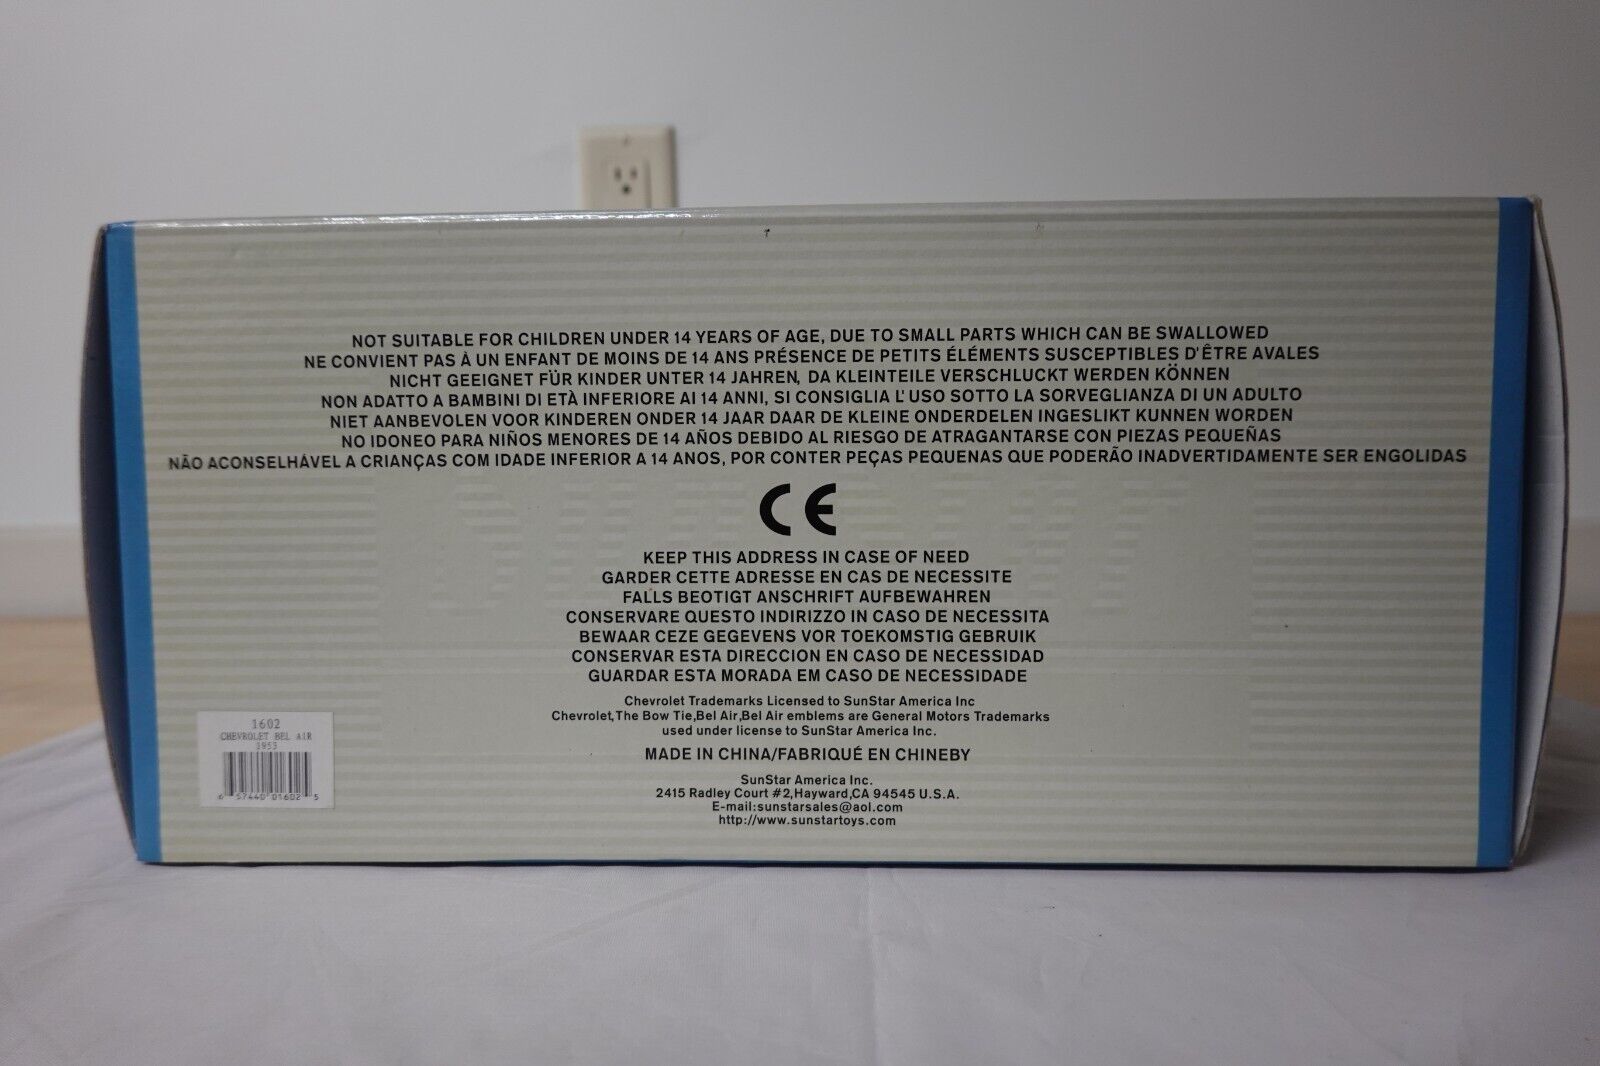 NOT SUITABLE FOR CHILDREN UNDER 14 YEARS OF AGE, DUE TO SMALL PARTS WHICH CAN BE SWALLOWED
NE CONVIENT PAS À UN ENFANT DE MOINS DE 14 ANS PRÉSENCE DE PETITS ÉLÉMENTS SUSCEPTIBLES D'ÊTRE AVALES
NICHT GEEIGNET FÜR KINDER UNTER 14 JAHREN, DA KLEINTEILE VERSCHLUCKT WERDEN KÖNNEN
NON ADATTO A BAMBINI DI ETÀ INFERIORE AI 14 ANNI, SI CONSIGLIA L' USO SOTTO LA SORVEGLIANZA DI UN ADULTO
NIET AANBEVOLEN VOOR KINDEREN ONDER 14 JAAR DAAR DE KLEINE ONDERDELEN INGESLIKT KUNNEN WORDEN
NO IDONEO PARA NIÑOS MENORES DE 14 AÑOS DEBIDO AL RIESGO DE ATRAGANTARSE CON PIEZAS PEQUEÑAS
NÃO ACONSELHÁVEL A CRIANÇAS COM IDADE INFERIOR A 14 ANOS, POR CONTER PEÇAS PEQUENAS QUE PODERÃO INADVERTIDAMENTE SER ENGOLIDAS
CE
KEEP THIS ADDRESS IN CASE OF NEED
GARDER CETTE ADRESSE EN CAS DE NECESSITE
FALLS BEOTIGT ANSCHRIFT AUFBEWAHREN
CONSERVARE QUESTO INDIRIZZO IN CASO DE NECESSITA
BEWAAR CEZE GEGEVENS VOR TOEKOMSTIG GEBRUIK
CONSERVAR ESTA DIRECCION EN CASO DE NECESSIDAD
GUARDAR ESTA MORADA EM CASO DE NECESSIDADE
Chevrolet Trademarks Licensed to SunStar America Inc
Chevrolet,The Bow Tie,Bel Air,Bel Air emblems are General Motors Trademarks
used under license to SunStar America Inc.
MADE IN CHINA/FABRIQUÉ EN CHINEBY
SunStar America Inc.
2415 Radley Court #2,Hayward,CA 94545 U.S.A.
E-mail:sunstarsales@aol.com
http://www.sunstartoys.com
1602
CHEVROLET BEL AIR
1953
6 57440 01602 5